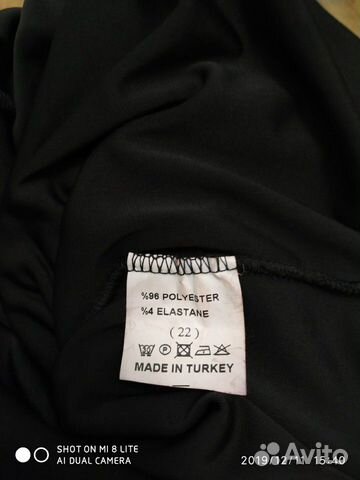 %96 POLYESTER
%4 ELASTANE
( 22 )
MADE IN TURKEY
SHOT ON MI 8 LITE
AI DUAL CAMERA
2019/12/11 15:40
Avito